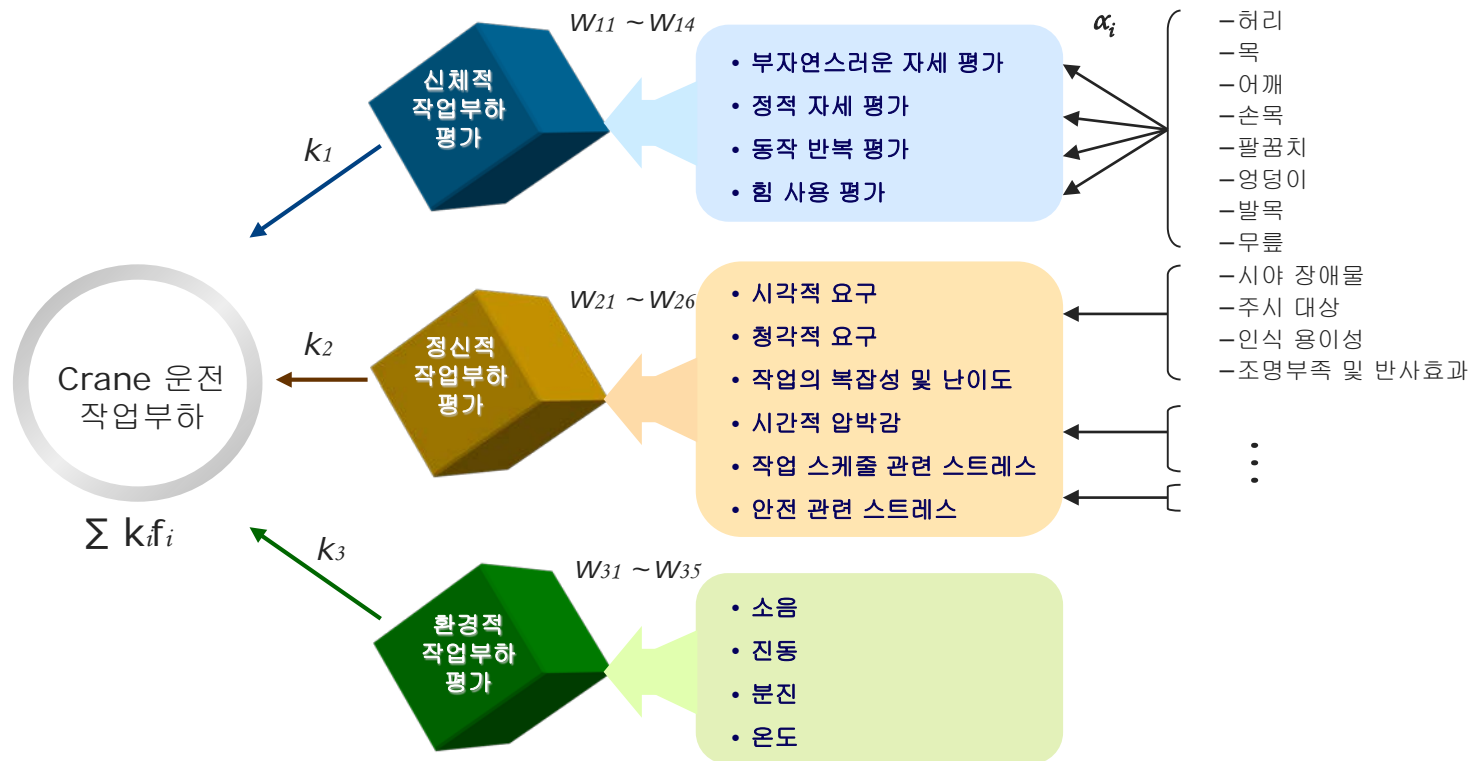 w11 ~ w14
αi
신체적
작업부하
평가
k1
• 부자연스러운 자세 평가
• 정적 자세 평가
• 동작 반복 평가
• 힘 사용 평가
–허리
–목
–어깨
–손목
–팔꿈치
–엉덩이
–발목
–무릎
w21 ~ w26
정신적
작업부하
평가
k2
• 시각적 요구
• 청각적 요구
• 작업의 복잡성 및 난이도
• 시간적 압박감
• 작업 스케줄 관련 스트레스
• 안전 관련 스트레스
–시야 장애물
–주시 대상
–인식 용이성
–조명부족 및 반사효과
⋮
Crane 운전
작업부하
∑ kifi
k3
w31 ~ w35
환경적
작업부하
평가
• 소음
• 진동
• 분진
• 온도